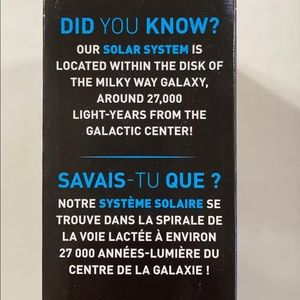 DID YOU KNOW?
OUR SOLAR SYSTEM IS
LOCATED WITHIN THE DISK OF
THE MILKY WAY GALAXY,
AROUND 27,000
LIGHT-YEARS FROM THE
GALACTIC CENTER!
SAVAIS-TU QUE ?
NOTRE SYSTÈME SOLAIRE SE
TROUVE DANS LA SPIRALE DE
LA VOIE LACTÉE À ENVIRON
27 000 ANNÉES-LUMIÈRE DU
CENTRE DE LA GALAXIE !